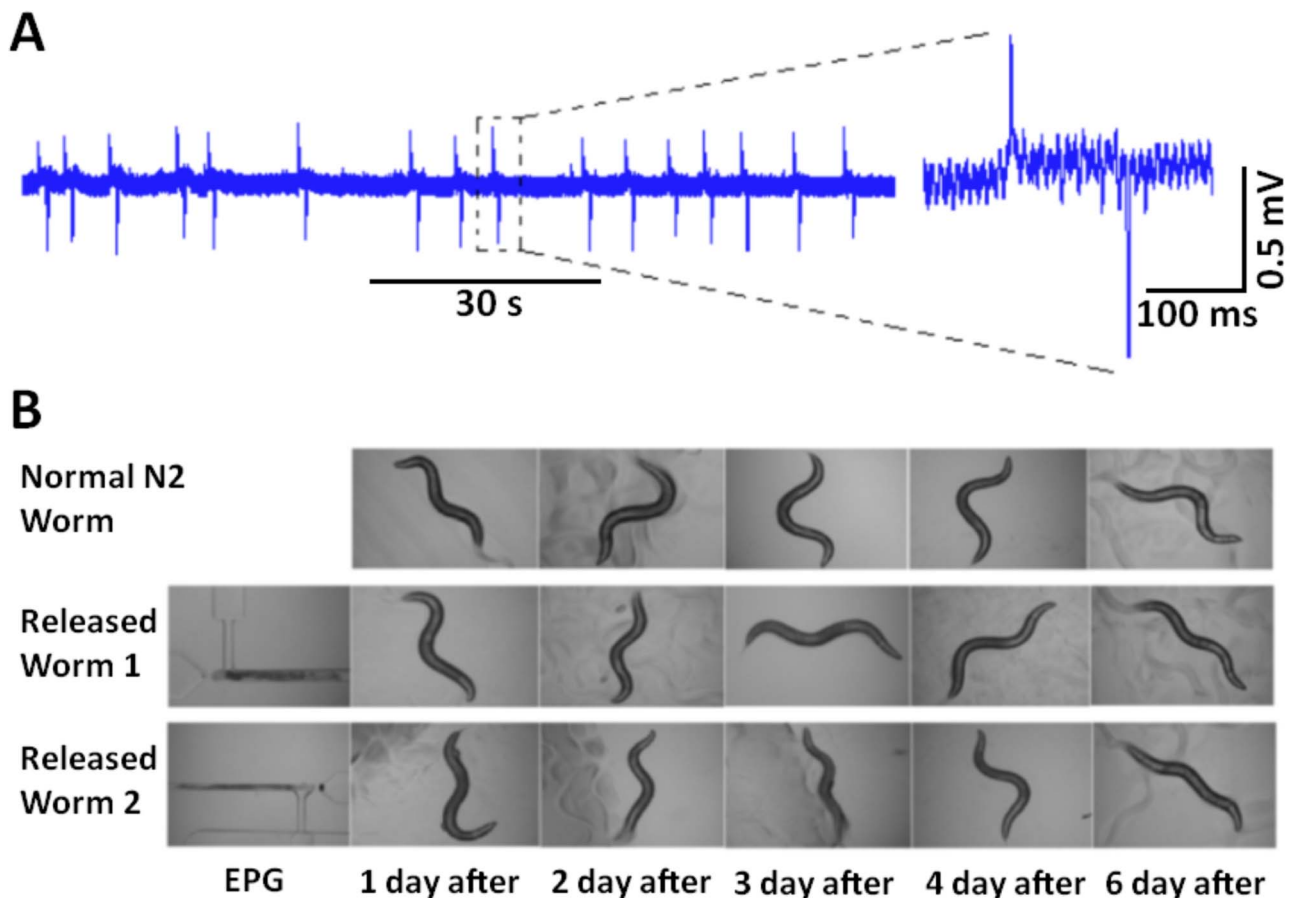 A
30 s
0.5 mV
100 ms
B
Normal N2
Worm
Released
Worm 1
Released
Worm 2
EPG 1 day after 2 day after 3 day after 4 day after 6 day after